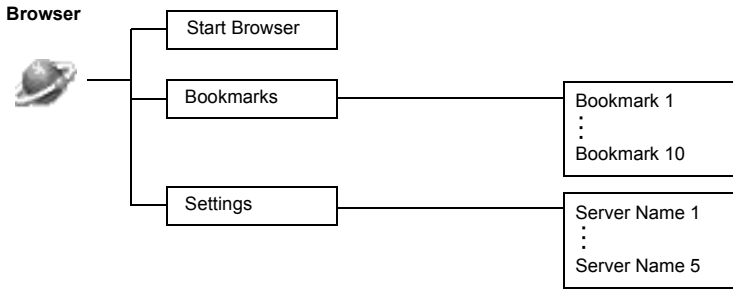 Browser
Start Browser
Bookmarks
Bookmark 1
Bookmark 10
Settings
Server Name 1
Server Name 5